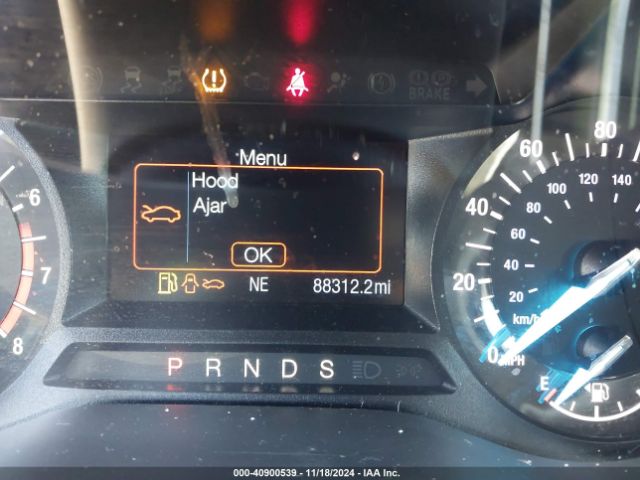 BRAKE
Menu
Hood
Ajar
OK
NE 88312.2mi
P R N D S
6
7
8
0 20 40 60 80
20 40 60 80 100 120 140
km/h
MPH
E
000-40900539 - 11/18/2024 - IAA Inc.